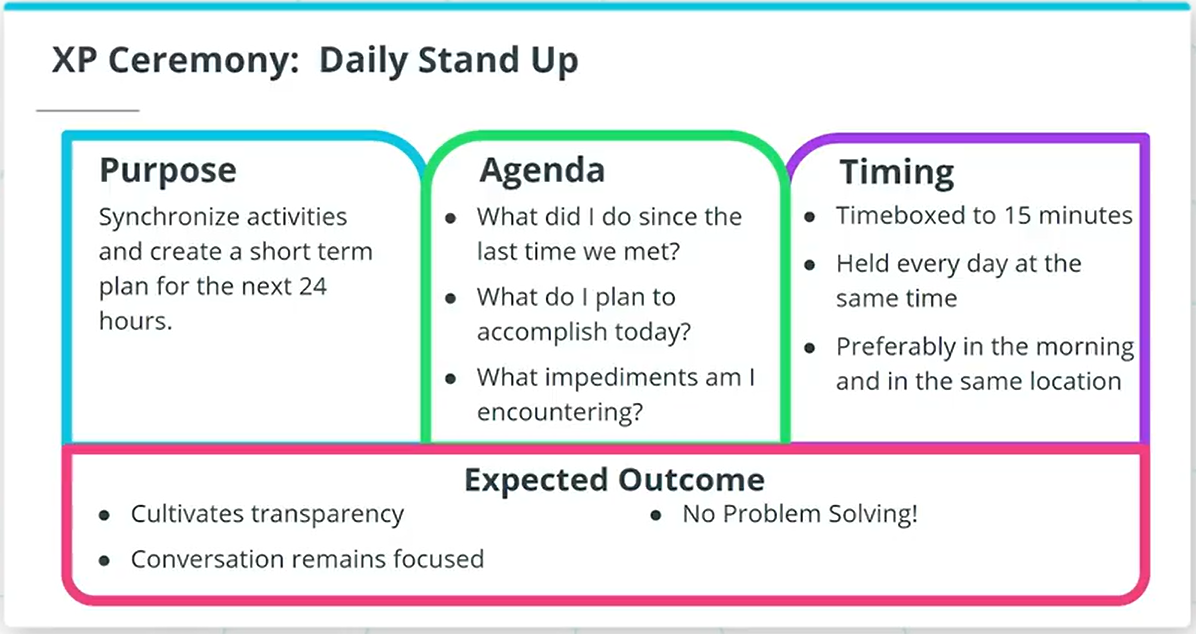 XP Ceremony: Daily Stand Up
Purpose
Synchronize activities
and create a short term
plan for the next 24
hours.
Agenda
● What did I do since the
last time we met?
● What do I plan to
accomplish today?
● What impediments am I
encountering?
Timing
● Timeboxed to 15 minutes
● Held every day at the
same time
● Preferably in the morning
and in the same location
Expected Outcome
● Cultivates transparency
● Conversation remains focused
● No Problem Solving!